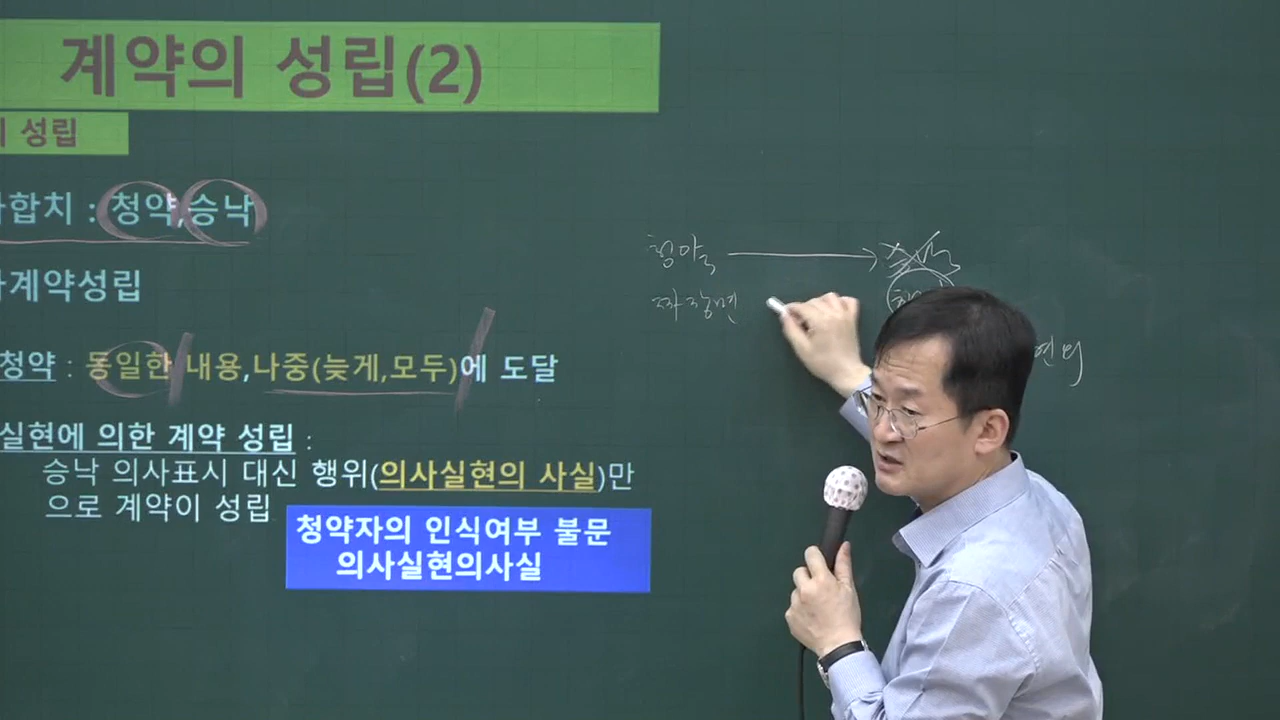 계약의 성립(2)
성립
합치 : 청약,승낙
계약성립
청약 : 동일한 내용,나중(늦게,모두)에 도달
실현에 의한 계약 성립 :
승낙 의사표시 대신 행위(의사실현의 사실)만
으로 계약이 성립
청약자의 인식여부 불문
의사실현의사실
청약
짜장면